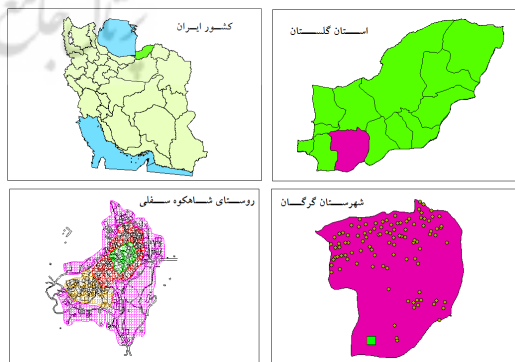 کشور ایران
استان گلستان
روستای شاهکوه سفلی
شهرستان گرگان